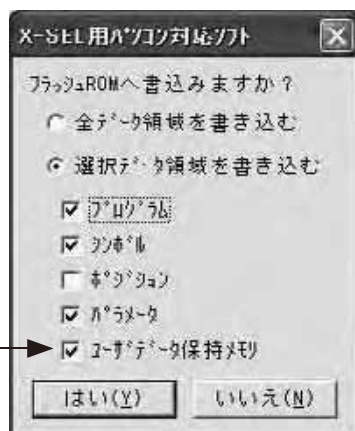 X-SEL用ﾊﾟｿｺﾝ対応ｿﾌﾄ
ﾌﾗｯｼｭROMへ書込みますか？
全ﾃﾞｰﾀ領域を書き込む
選択ﾃﾞｰﾀ領域を書き込む
ﾌﾟﾛｸﾞﾗﾑ
ｼﾝﾎﾞﾙ
ﾎﾟｼﾞｼｮﾝ
ﾊﾟﾗﾒｰﾀ
ﾕｰｻﾞﾃﾞｰﾀ保持ﾒﾓﾘ
はい(Y) いいえ(N)